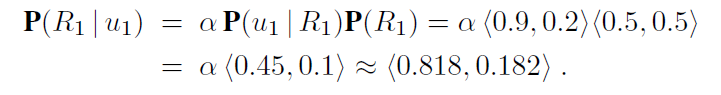 P(R₁ | u₁) = α P(u₁ | R₁)P(R₁) = α ⟨0.9, 0.2⟩⟨0.5, 0.5⟩
= α ⟨0.45, 0.1⟩ ≈ ⟨0.818, 0.182⟩ .